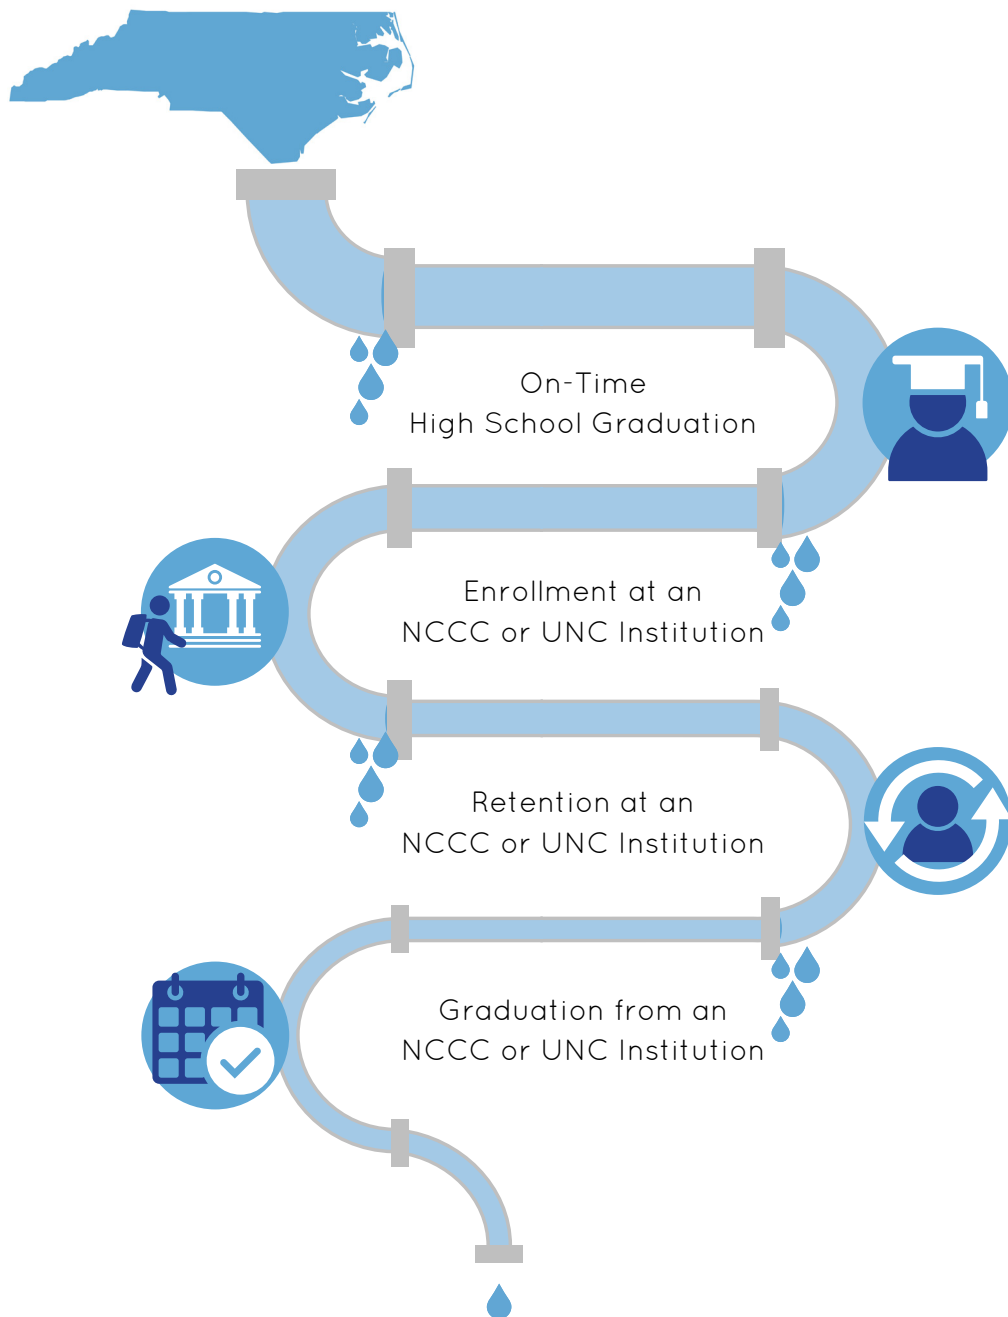 On-Time
High School Graduation
Enrollment at an
NCCC or UNC Institution
Retention at an
NCCC or UNC Institution
Graduation from an
NCCC or UNC Institution